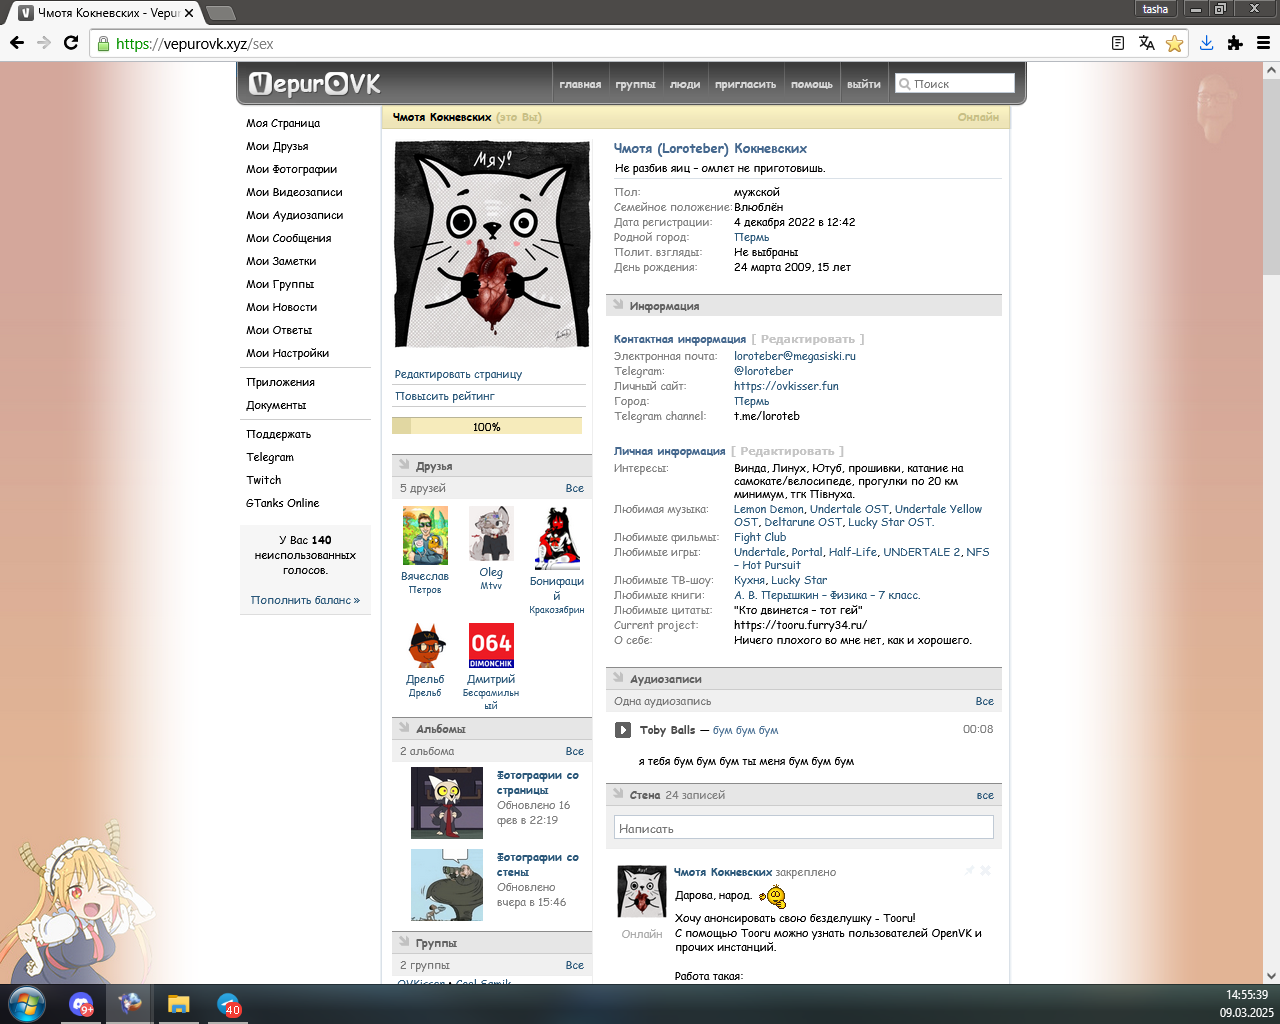 Чмотя Кокневских - Vepur
tasha
https://vepurovk.xyz/sex
VepurOVK
главная
группы
люди
пригласить
помощь
выйти
Поиск
Чмотя Кокневских (это Вы)
Онлайн
Моя Страница
Мои Друзья
Мои Фотографии
Мои Видеозаписи
Мои Аудиозаписи
Мои Сообщения
Мои Заметки
Мои Группы
Мои Новости
Мои Ответы
Мои Настройки
Приложения
Документы
Поддержать
Telegram
Twitch
GTanks Online
У Вас 140
неиспользованных
голосов.
Пополнить баланс »
Мяу!
Редактировать страницу
Повысить рейтинг
100%
Друзья
5 друзей
Все
Вячеслав
Петров
Oleg
Mtvv
Бонифаци
й
Кракозябрин
Дрельб
Дрельб
064
DIMONCHIK
Дмитрий
Бесфамильн
ый
Альбомы
2 альбома
Все
Фотографии со
страницы
Обновлено 16
фев в 22:19
Фотографии со
стены
Обновлено
вчера в 15:46
Группы
2 группы
Все
OVKisser • Cool Samik
Чмотя (Loroteber) Кокневских
Не разбив яиц – омлет не приготовишь.
Пол: мужской
Семейное положение: Влюблён
Дата регистрации: 4 декабря 2022 в 12:42
Родной город: Пермь
Полит. взгляды: Не выбраны
День рождения: 24 марта 2009, 15 лет
Информация
Контактная информация [ Редактировать ]
Электронная почта: loroteber@megasiski.ru
Telegram: @loroteber
Личный сайт: https://ovkisser.fun
Город: Пермь
Telegram channel: t.me/loroteb
Личная информация [ Редактировать ]
Интересы: Винда, Линух, Ютуб, прошивки, катание на
самокате/велосипеде, прогулки по 20 км
минимум, тгк Півнуха.
Любимая музыка: Lemon Demon, Undertale OST, Undertale Yellow
OST, Deltarune OST, Lucky Star OST.
Любимые фильмы: Fight Club
Любимые игры: Undertale, Portal, Half-Life, UNDERTALE 2, NFS
– Hot Pursuit
Любимые ТВ-шоу: Кухня, Lucky Star
Любимые книги: А. В. Перышкин – Физика – 7 класс.
Любимые цитаты: "Кто двинется – тот гей"
Current project: https://tooru.furry34.ru/
О себе: Ничего плохого во мне нет, как и хорошего.
Аудиозаписи
Одна аудиозапись
Все
Toby Balls — бум бум бум
00:08
я тебя бум бум бум ты меня бум бум бум
Стена 24 записей
все
Написать
Чмотя Кокневских закреплено
Онлайн
Дарова, народ.
Хочу анонсировать свою безделушку - Tooru!
С помощью Tooru можно узнать пользователей OpenVK и
прочих инстанций.
Работа такая:
9+
40
14:55:39
09.03.2025